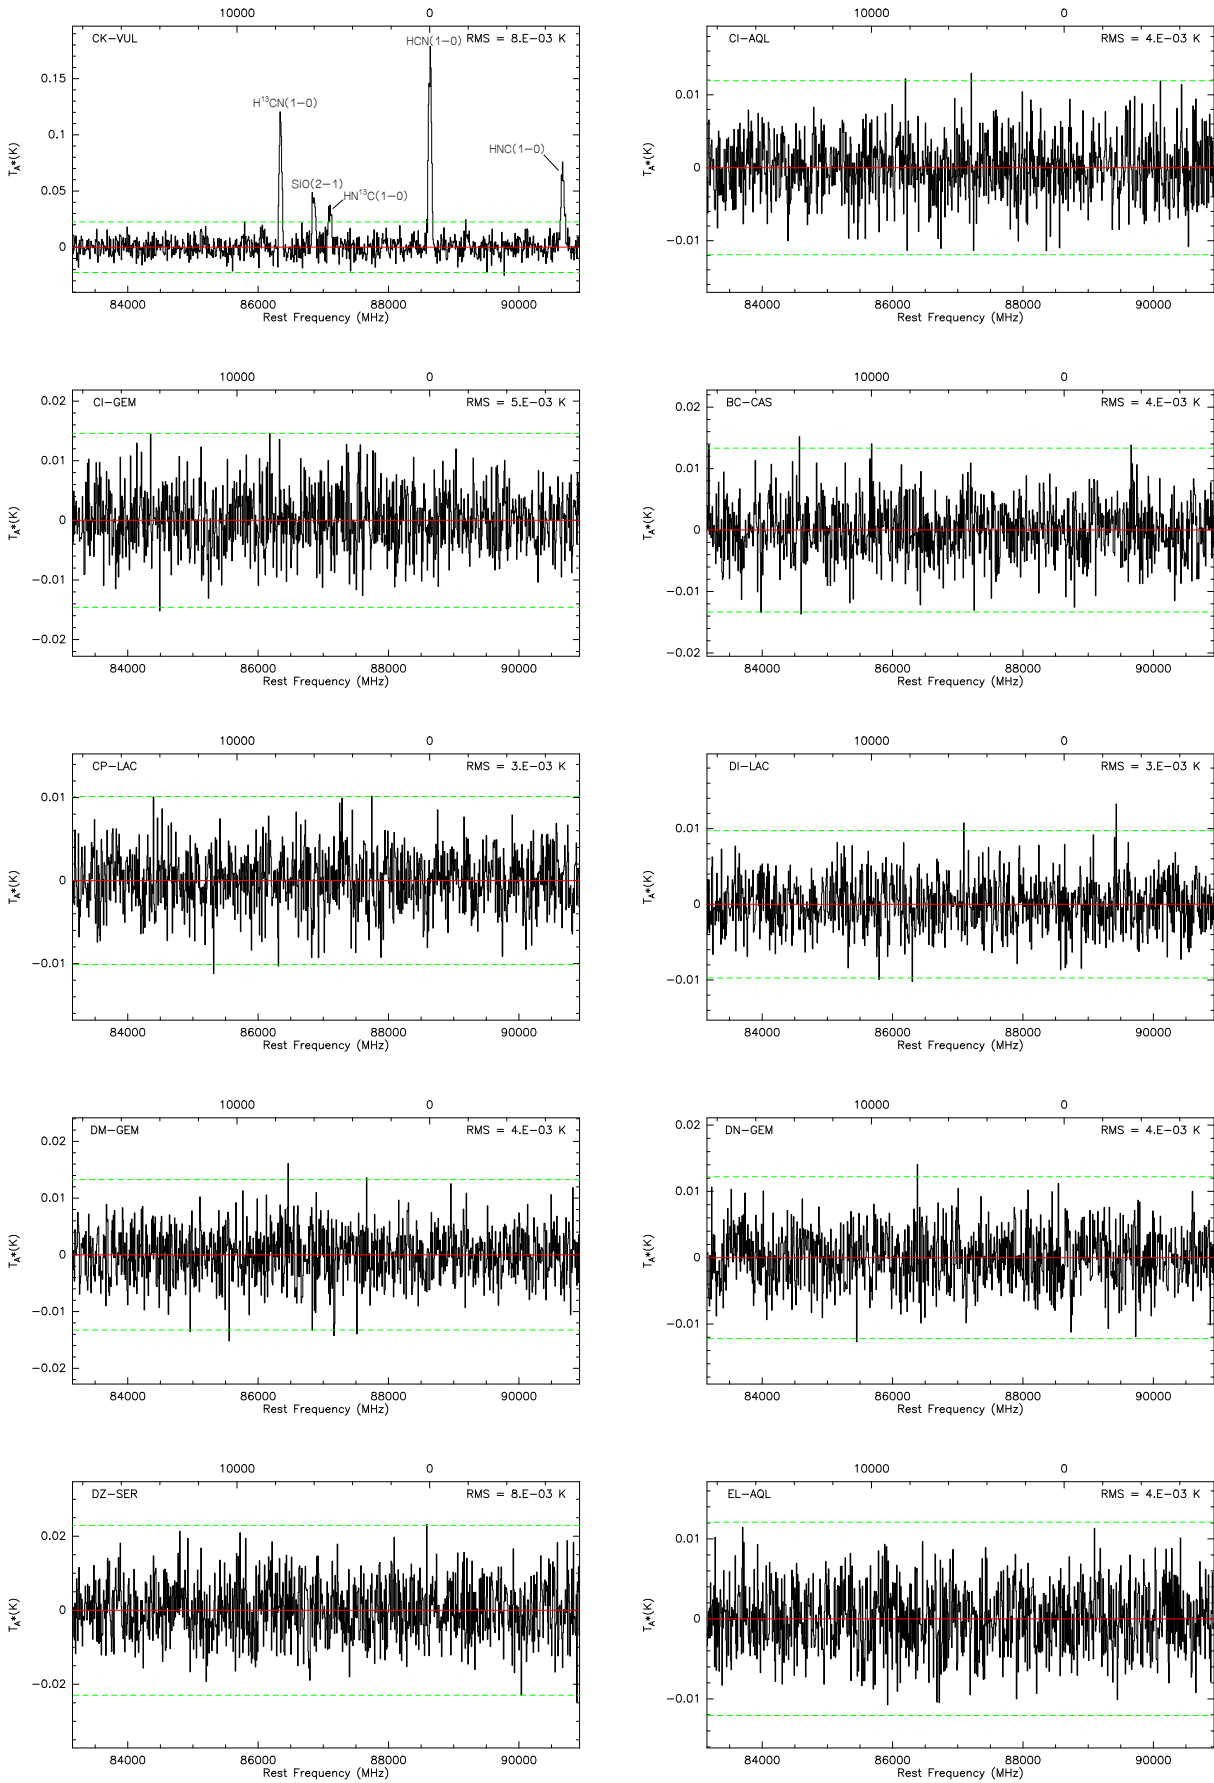 10000 0
CK-VUL RMS = 8.E-03 K
HCN(1-0)
H¹³CN(1-0)
SiO(2-1)
HN¹³C(1-0)
HNC(1-0)
0.15
0.1
0.05
0
T_A*(K)
84000 86000 88000 90000
Rest Frequency (MHz)
10000 0
CI-AQL RMS = 4.E-03 K
0.01
0
-0.01
T_A*(K)
84000 86000 88000 90000
Rest Frequency (MHz)
10000 0
CI-GEM RMS = 5.E-03 K
0.02
0.01
0
-0.01
-0.02
T_A*(K)
84000 86000 88000 90000
Rest Frequency (MHz)
10000 0
BC-CAS RMS = 4.E-03 K
0.02
0.01
0
-0.01
-0.02
T_A*(K)
84000 86000 88000 90000
Rest Frequency (MHz)
10000 0
CP-LAC RMS = 3.E-03 K
0.01
0
-0.01
T_A*(K)
84000 86000 88000 90000
Rest Frequency (MHz)
10000 0
DI-LAC RMS = 3.E-03 K
0.01
0
-0.01
T_A*(K)
84000 86000 88000 90000
Rest Frequency (MHz)
10000 0
DM-GEM RMS = 4.E-03 K
0.02
0.01
0
-0.01
-0.02
T_A*(K)
84000 86000 88000 90000
Rest Frequency (MHz)
10000 0
DN-GEM RMS = 4.E-03 K
0.02
0.01
0
-0.01
T_A*(K)
84000 86000 88000 90000
Rest Frequency (MHz)
10000 0
DZ-SER RMS = 8.E-03 K
0.02
0
-0.02
T_A*(K)
84000 86000 88000 90000
Rest Frequency (MHz)
10000 0
EL-AQL RMS = 4.E-03 K
0.01
0
-0.01
T_A*(K)
84000 86000 88000 90000
Rest Frequency (MHz)